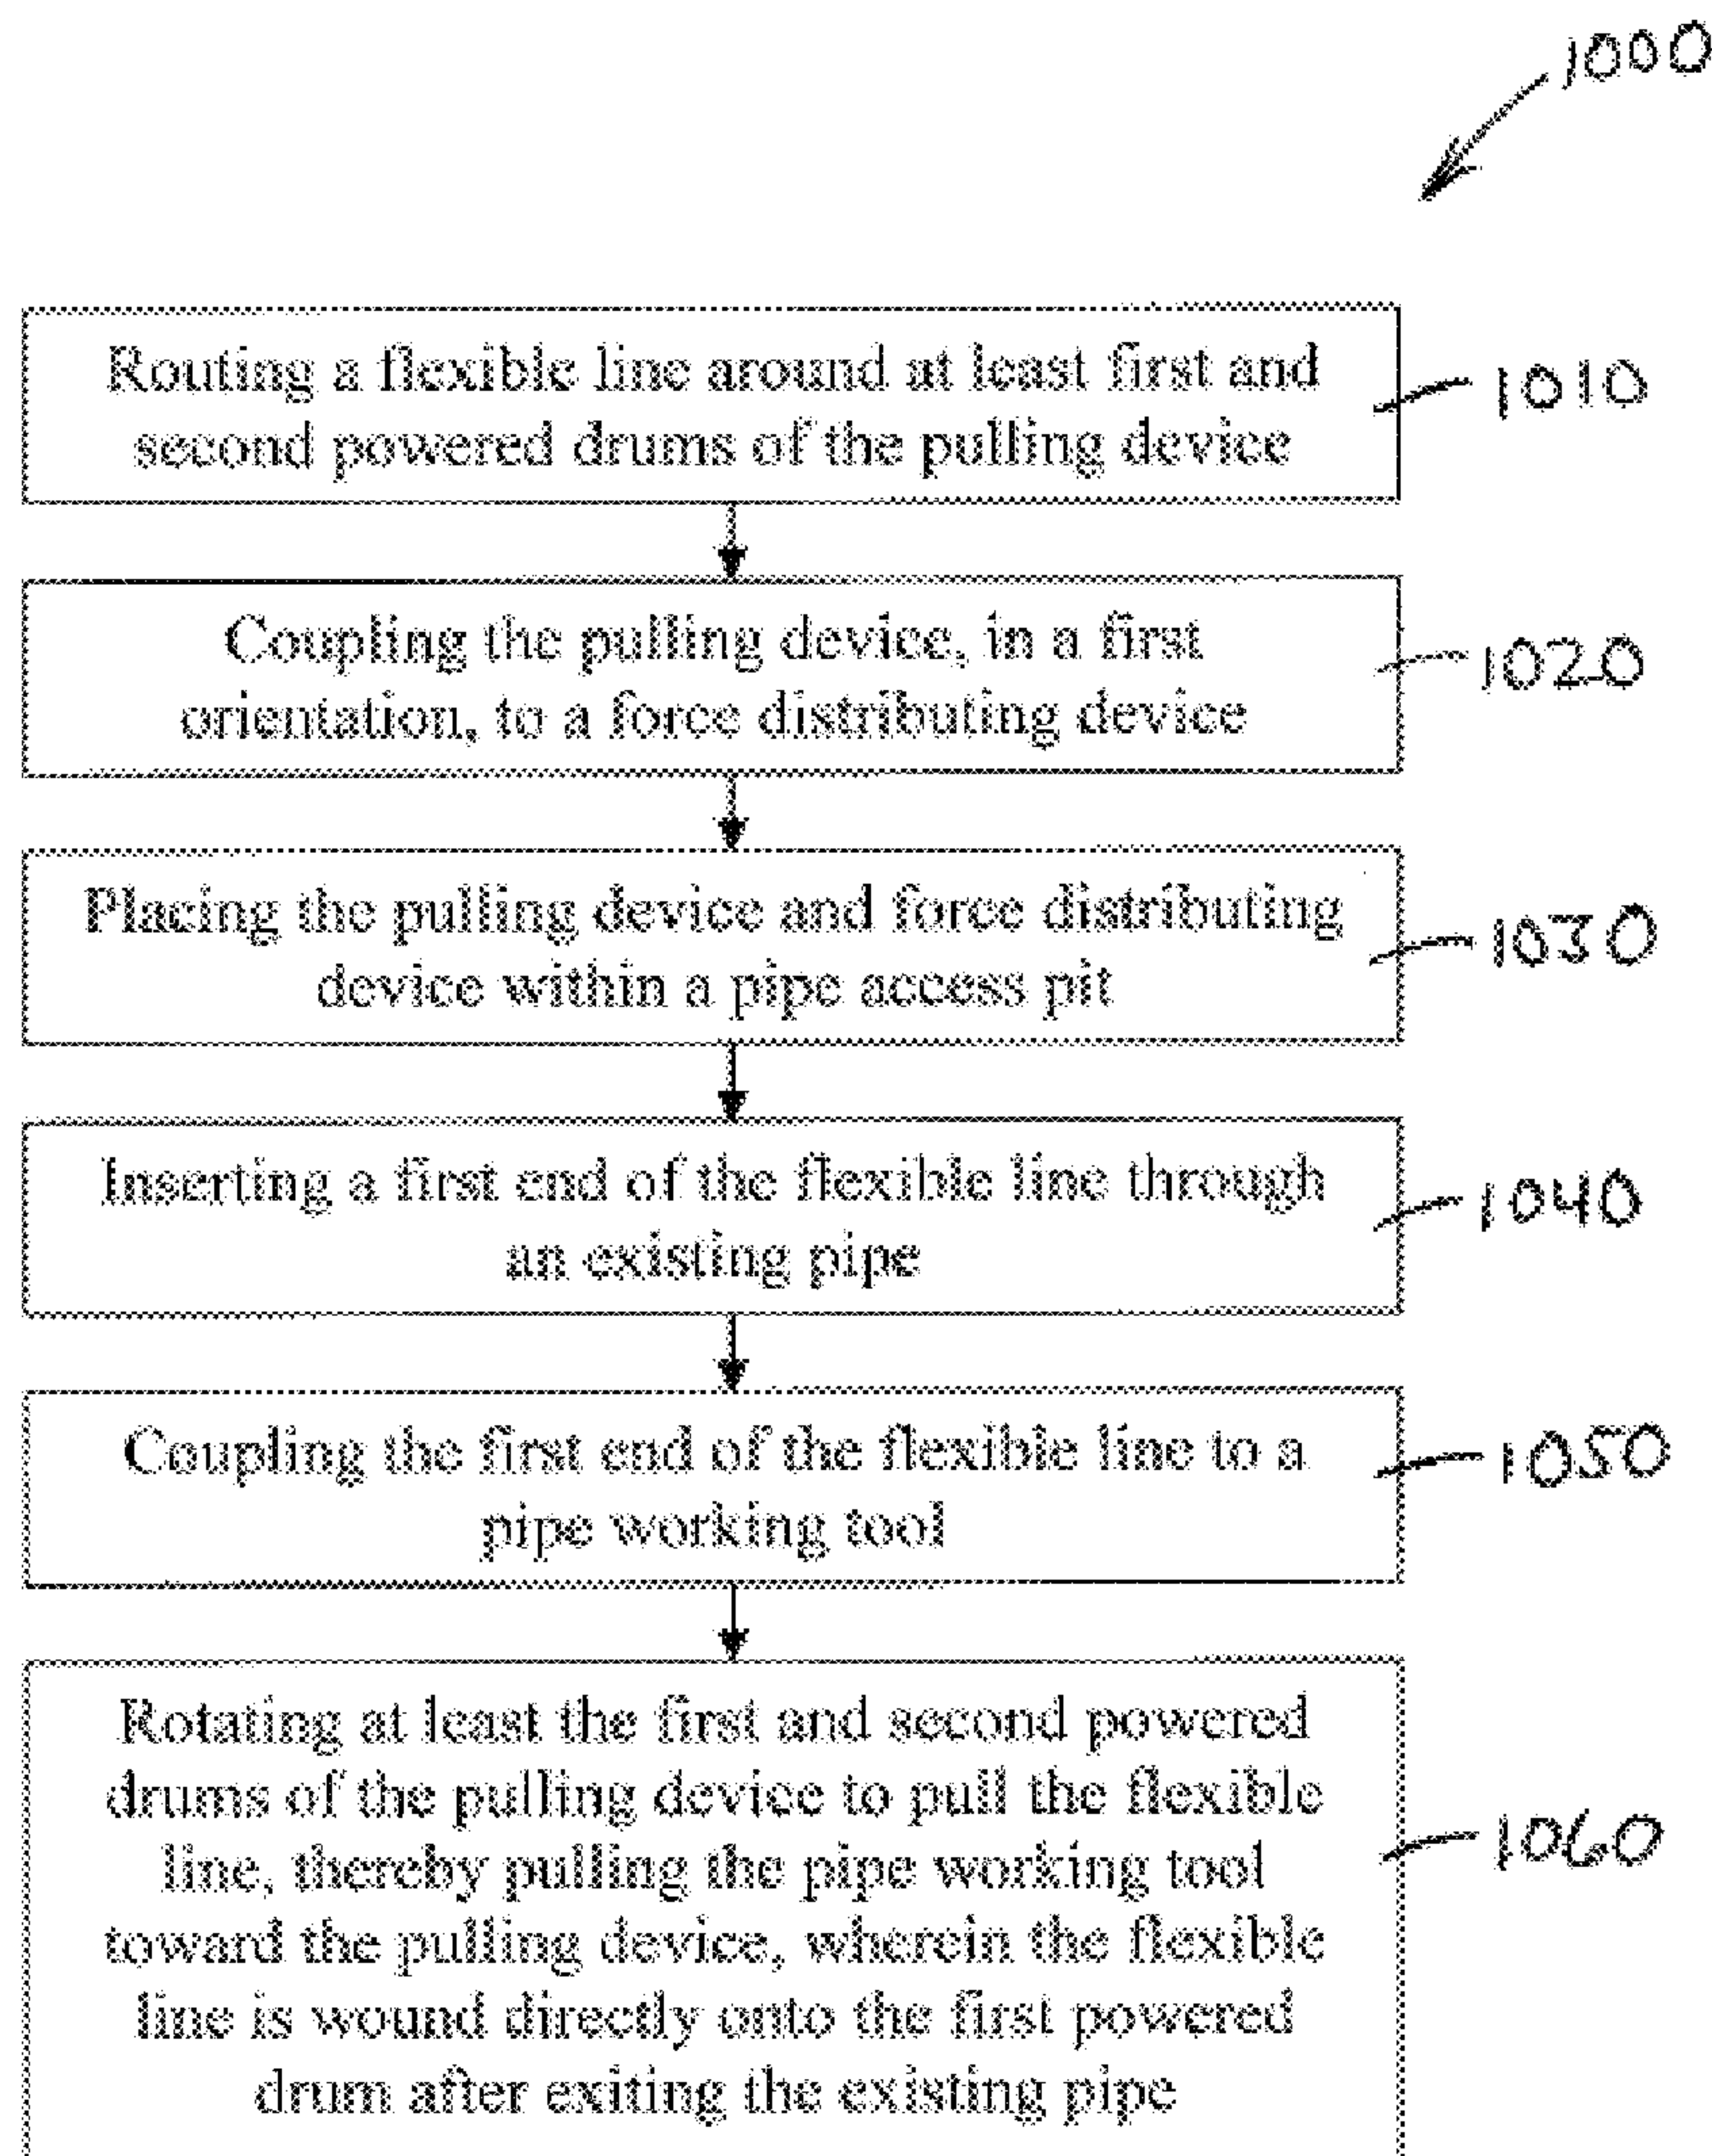 1000
Routing a flexible line around at least first and
second powered drums of the pulling device
1010
Coupling the pulling device, in a first
orientation, to a force distributing device
1020
Placing the pulling device and force distributing
device within a pipe access pit
1030
Inserting a first end of the flexible line through
an existing pipe
1040
Coupling the first end of the flexible line to a
pipe working tool
1050
Rotating at least the first and second powered
drums of the pulling device to pull the flexible
line, thereby pulling the pipe working tool
toward the pulling device, wherein the flexible
line is wound directly onto the first powered
drum after exiting the existing pipe
1060